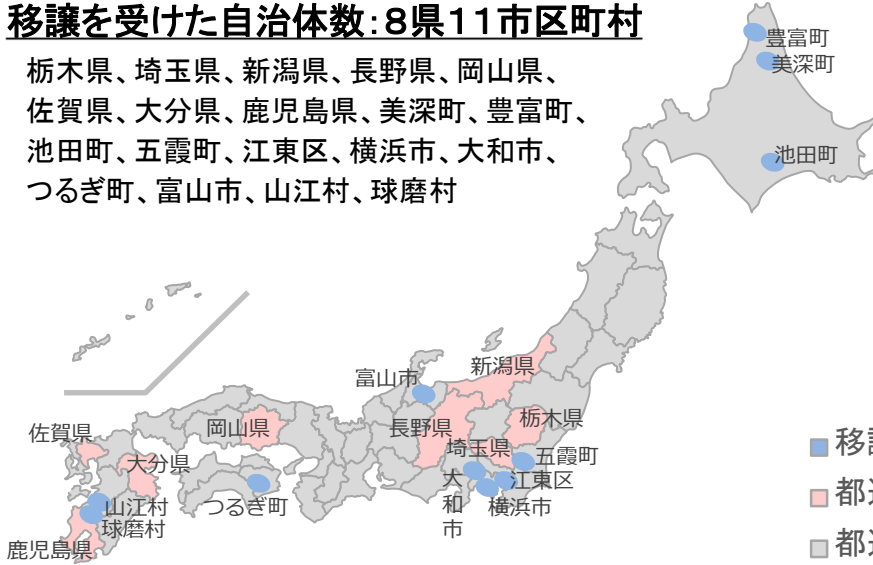 移譲を受けた自治体数：８県１１市区町村
栃木県、埼玉県、新潟県、長野県、岡山県、
佐賀県、大分県、鹿児島県、美深町、豊富町、
池田町、五霞町、江東区、横浜市、大和市、
つるぎ町、富山市、山江村、球磨村
豊富町
美深町
池田町
新潟県
富山市
栃木県
長野県
岡山県
佐賀県
埼玉県
五霞町
大分県
江東区
大和市
横浜市
つるぎ町
山江村
球磨村
鹿児島県
移
都
都